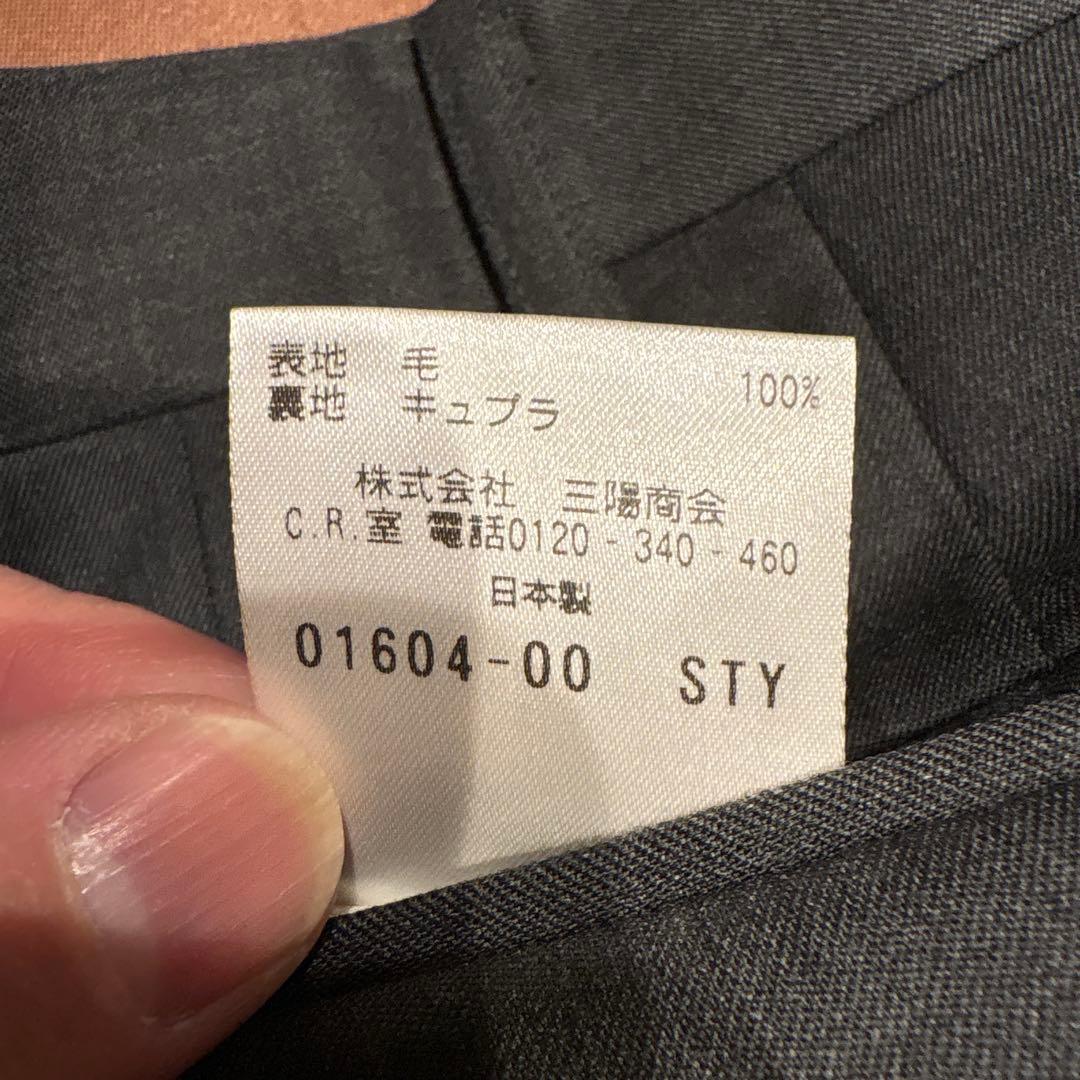 表地 毛 100%
裏地 キュプラ
株式会社 三陽商会
C.R.室 電話0120-340-460
日本製
01604-00 STY